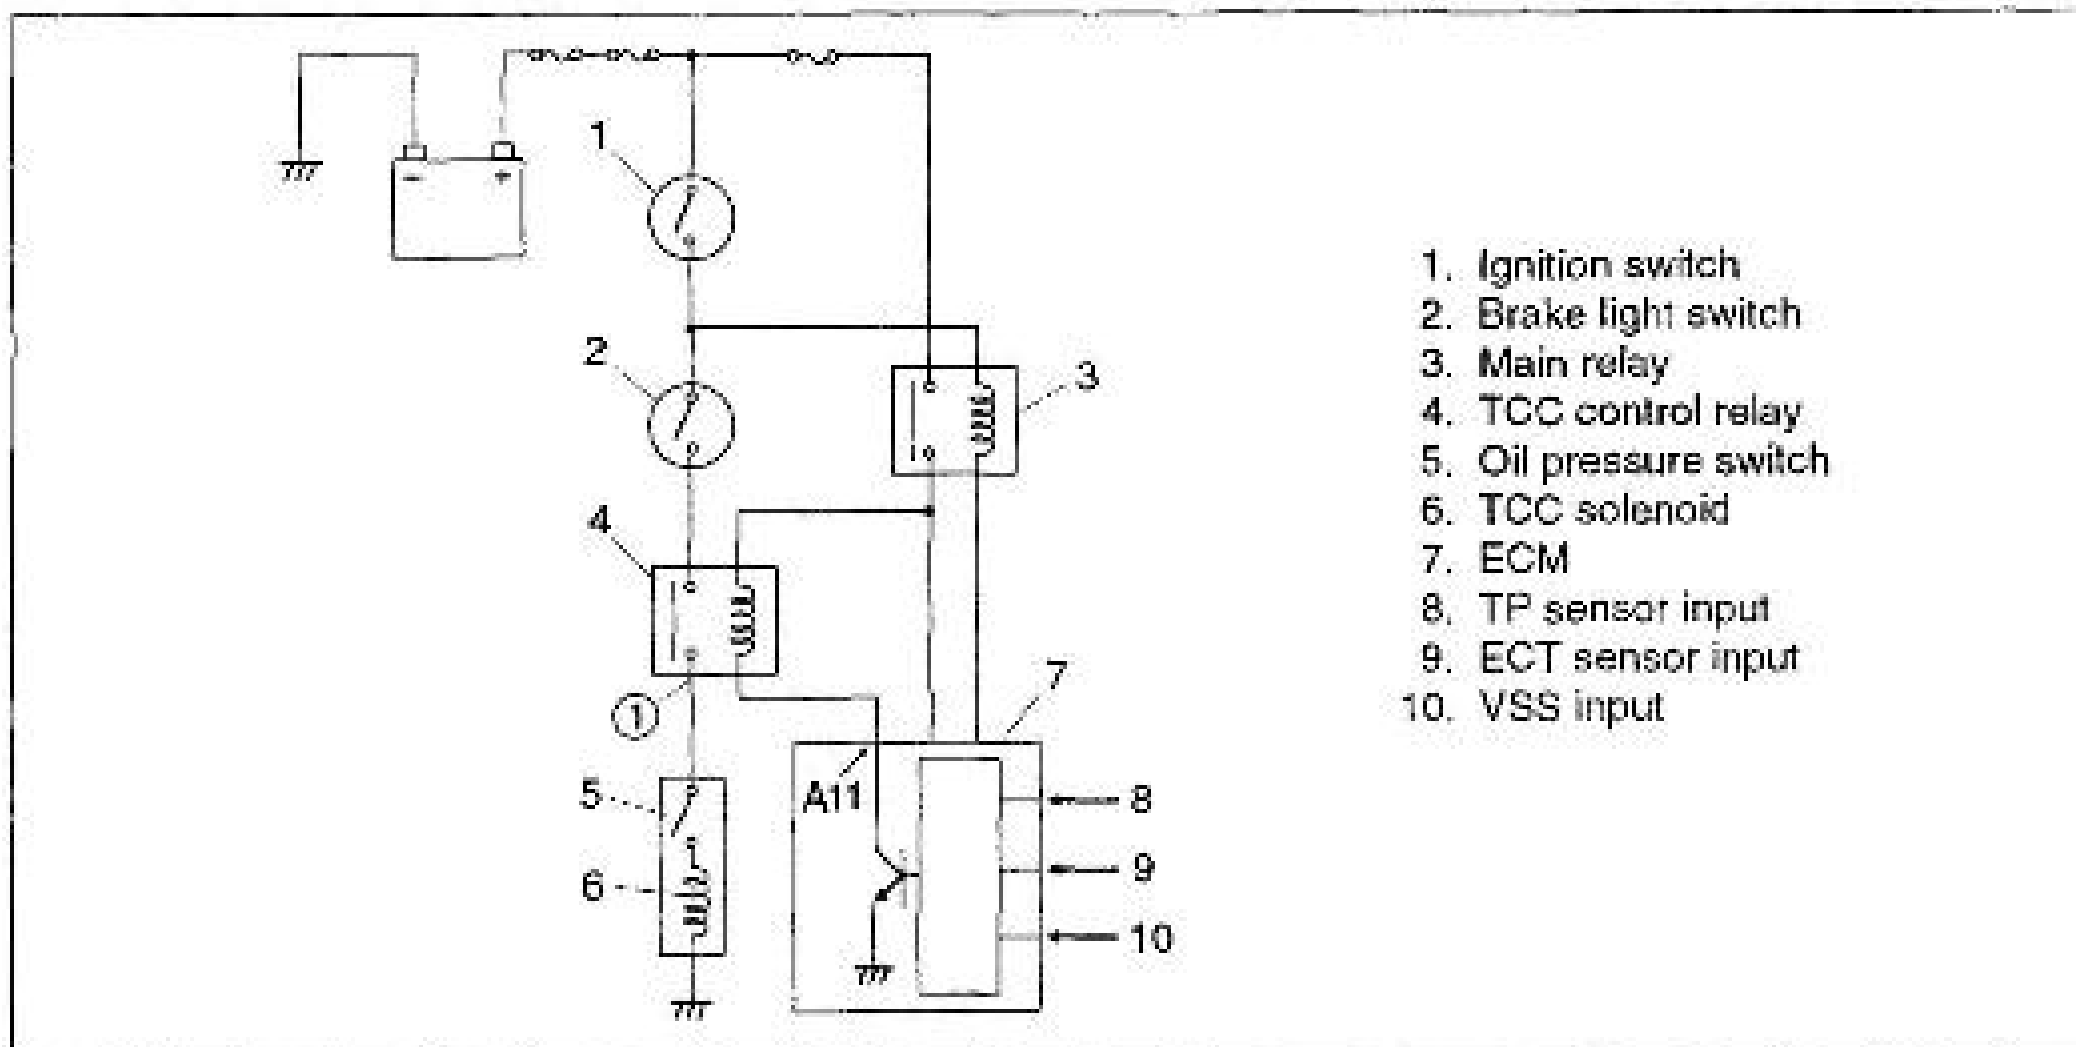 1
2
3
4
①
5
6
7
A11
8
9
10
- +
1. Ignition switch
2. Brake light switch
3. Main relay
4. TCC control relay
5. Oil pressure switch
6. TCC solenoid
7. ECM
8. TP sensor input
9. ECT sensor input
10. VSS input